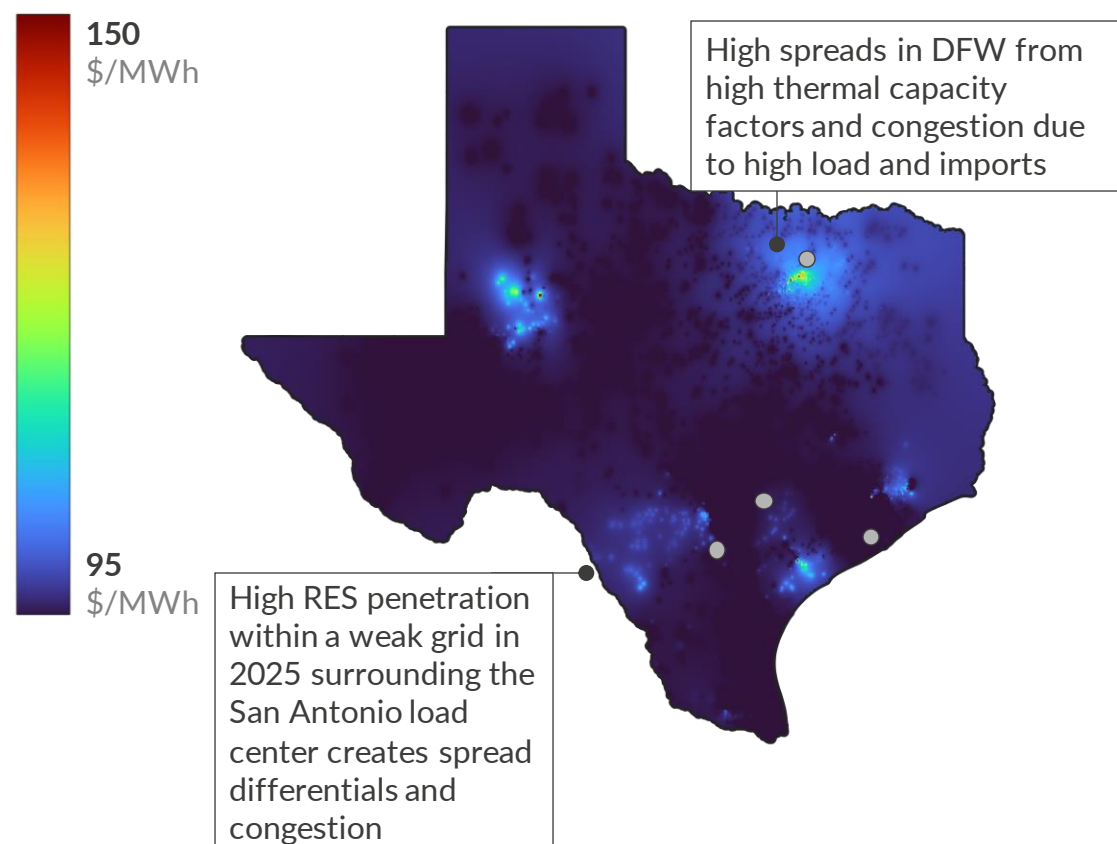 150
$/MWh
High spreads in DFW from
high thermal capacity
factors and congestion due
to high load and imports
95
$/MWh
High RES penetration
within a weak grid in
2025 surrounding the
San Antonio load
center creates spread
differentials and
congestion